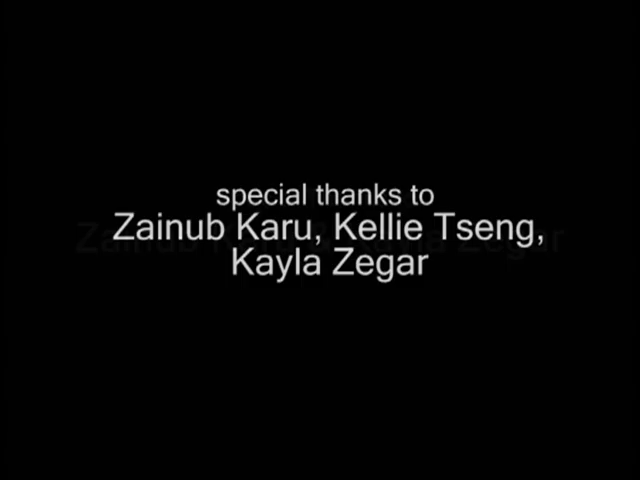 special thanks to
Zainub Karu, Kellie Tseng,
Kayla Zegar